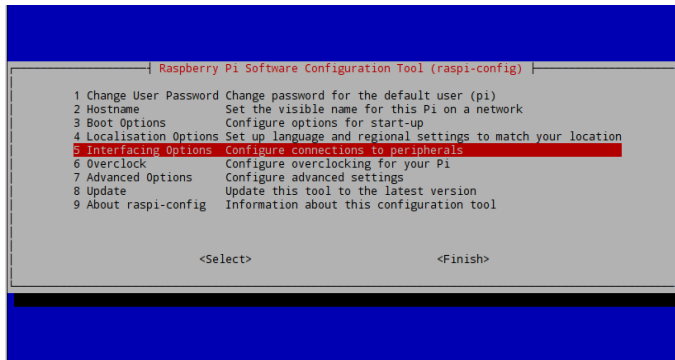 Raspberry Pi Software Configuration Tool (raspi-config)
1 Change User Password Change password for the default user (pi)
2 Hostname Set the visible name for this Pi on a network
3 Boot Options Configure options for start-up
4 Localisation Options Set up language and regional settings to match your location
5 Interfacing Options Configure connections to peripherals
6 Overclock Configure overclocking for your Pi
7 Advanced Options Configure advanced settings
8 Update Update this tool to the latest version
9 About raspi-config Information about this configuration tool
<Select> <Finish>